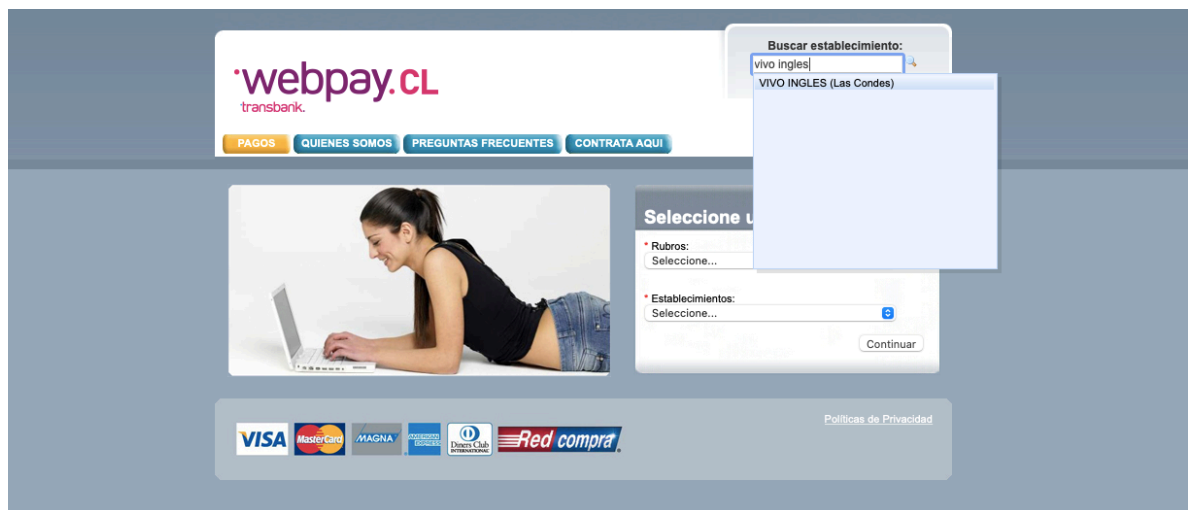 Buscar establecimiento:
vivo ingles
VIVO INGLES (Las Condes)
webpay.CL
transbank.
PAGOS
QUIENES SOMOS
PREGUNTAS FRECUENTES
CONTRATA AQUI
Seleccione u
* Rubros:
Seleccione...
* Establecimientos:
Seleccione...
Continuar
Políticas de Privacidad
VISA
MasterCard
MAGNA
AMERICAN EXPRESS
Diners Club
INTERNATIONAL
Red compra